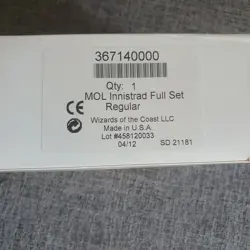 367140000
Qty: 1
MOL Innistrad Full Set
Regular
CE
Wizards of the Coast LLC
Made in U.S.A
Lot #458120033
04/12 SD 21181